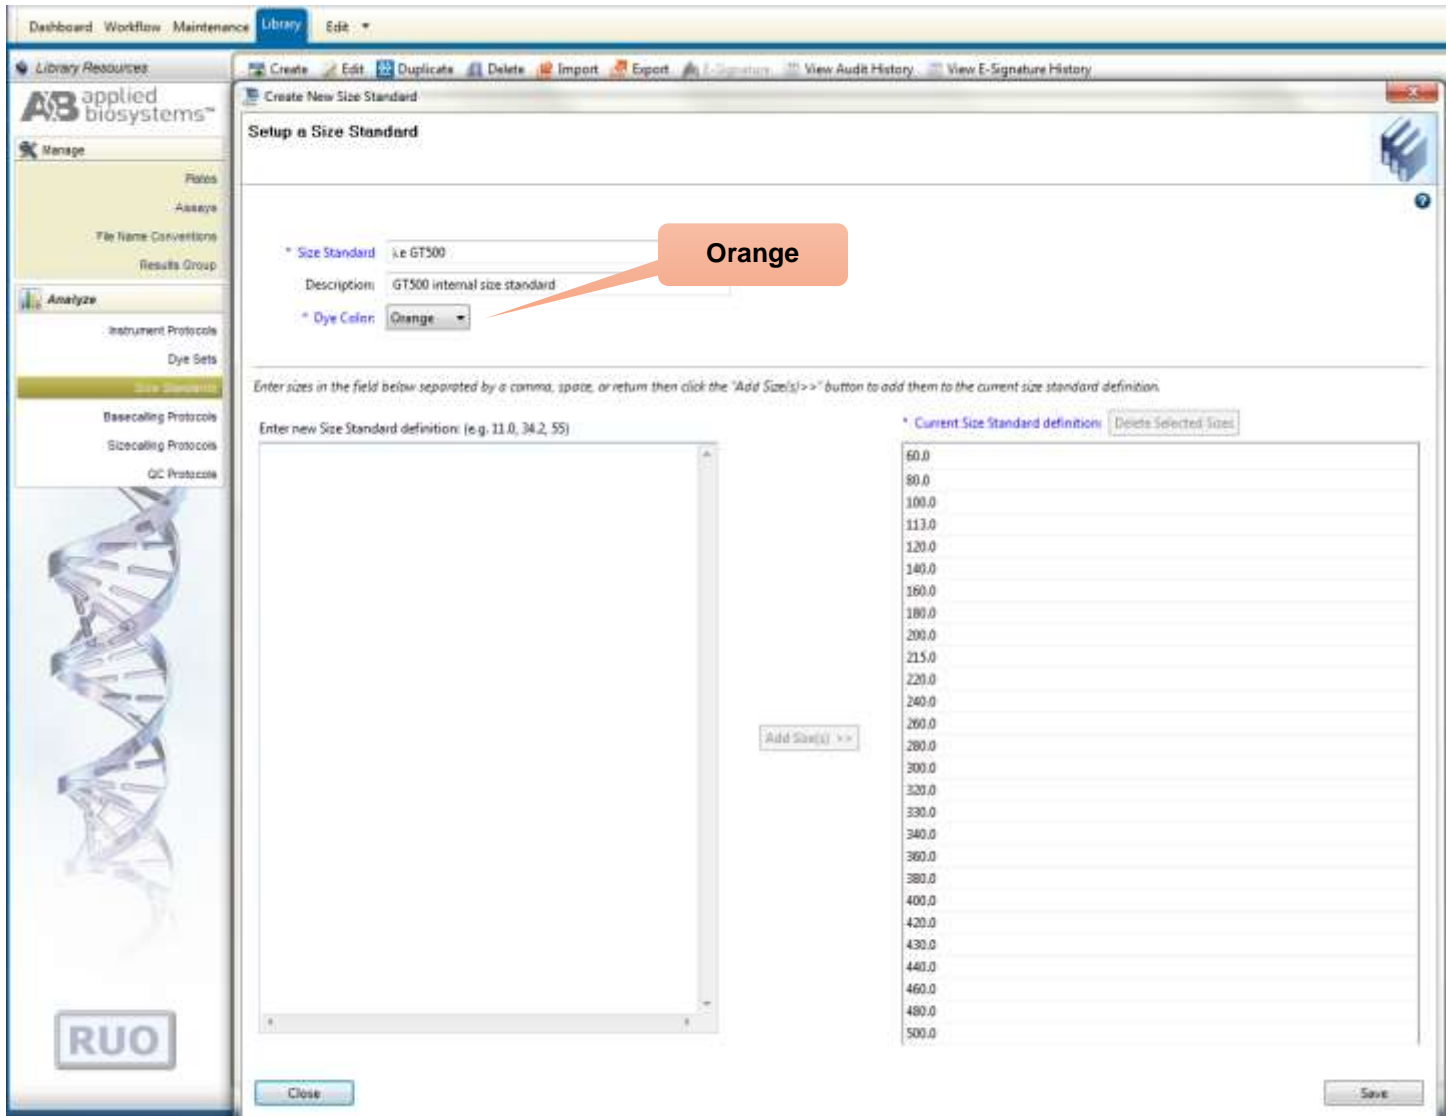 Dashboard Workflow Maintenance Library Edit
Library Resources
Create Edit Duplicate Delete Import Export E-Signature View Audit History View E-Signature History
AB applied
biosystems™
Create New Size Standard
Setup a Size Standard
Manage
Plates
Assays
File Name Conventions
Results Group
Analyze
Instrument Protocols
Dye Sets
Size Standards
Basecalling Protocols
Sizecalling Protocols
QC Protocols
RUO
* Size Standard i.e GT500
Orange
Description: GT500 internal size standard
* Dye Color: Orange
Enter sizes in the field below separated by a comma, space, or return then click the "Add Size(s)>>" button to add them to the current size standard definition.
Enter new Size Standard definition: (e.g. 11.0, 34.2, 55)
* Current Size Standard definition: Delete Selected Sizes
60.0
80.0
100.0
113.0
120.0
140.0
160.0
180.0
200.0
215.0
220.0
240.0
260.0
280.0
300.0
320.0
330.0
340.0
360.0
380.0
400.0
420.0
430.0
440.0
460.0
480.0
500.0
Add Size(s) >>
Close
Save